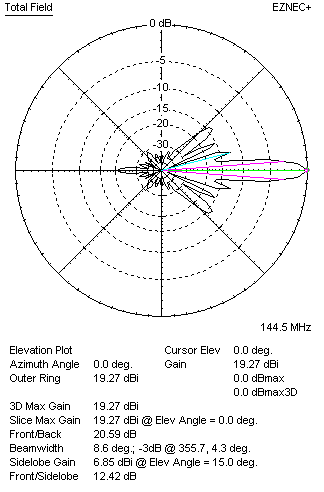 Total Field EZNEC+
0 dB
-5
-10
-15
-20
-30
144.5 MHz
Elevation Plot Cursor Elev 0.0 deg.
Azimuth Angle 0.0 deg. Gain 19.27 dBi
Outer Ring 19.27 dBi 0.0 dBmax
0.0 dBmax3D
3D Max Gain 19.27 dBi
Slice Max Gain 19.27 dBi @ Elev Angle = 0.0 deg.
Front/Back 20.59 dB
Beamwidth 8.6 deg.; -3dB @ 355.7, 4.3 deg.
Sidelobe Gain 6.85 dBi @ Elev Angle = 15.0 deg.
Front/Sidelobe 12.42 dB